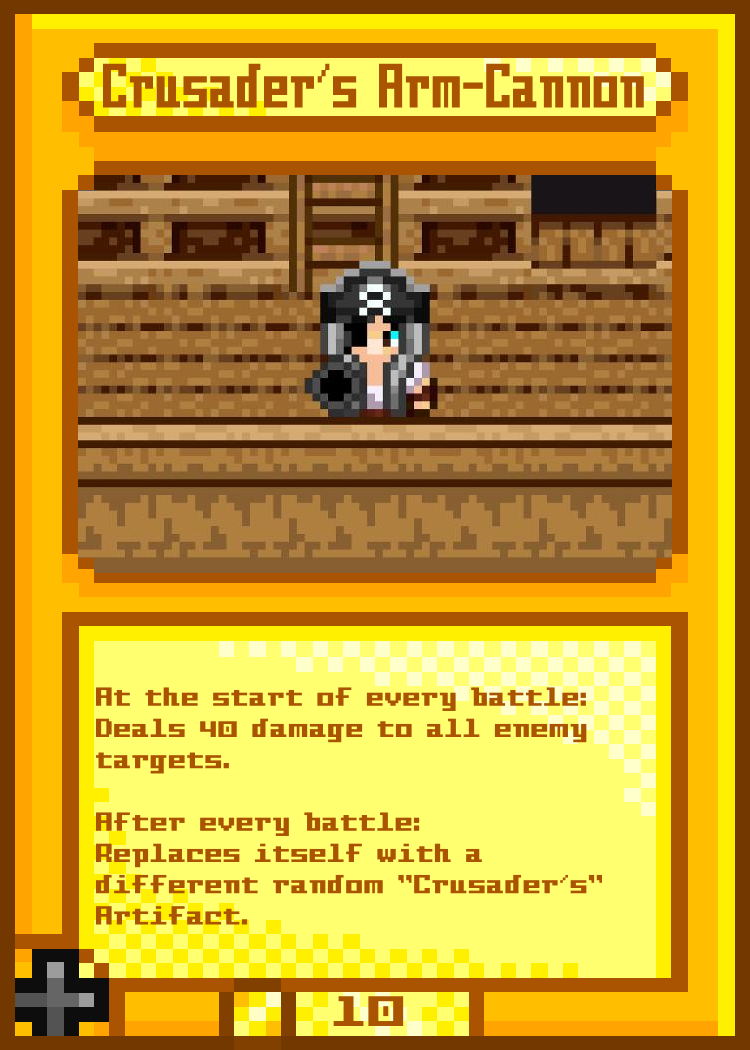 Crusader's Arm-Cannon
At the start of every battle:
Deals 40 damage to all enemy
targets.
After every battle:
Replaces itself with a
different random "Crusader's"
Artifact.
10